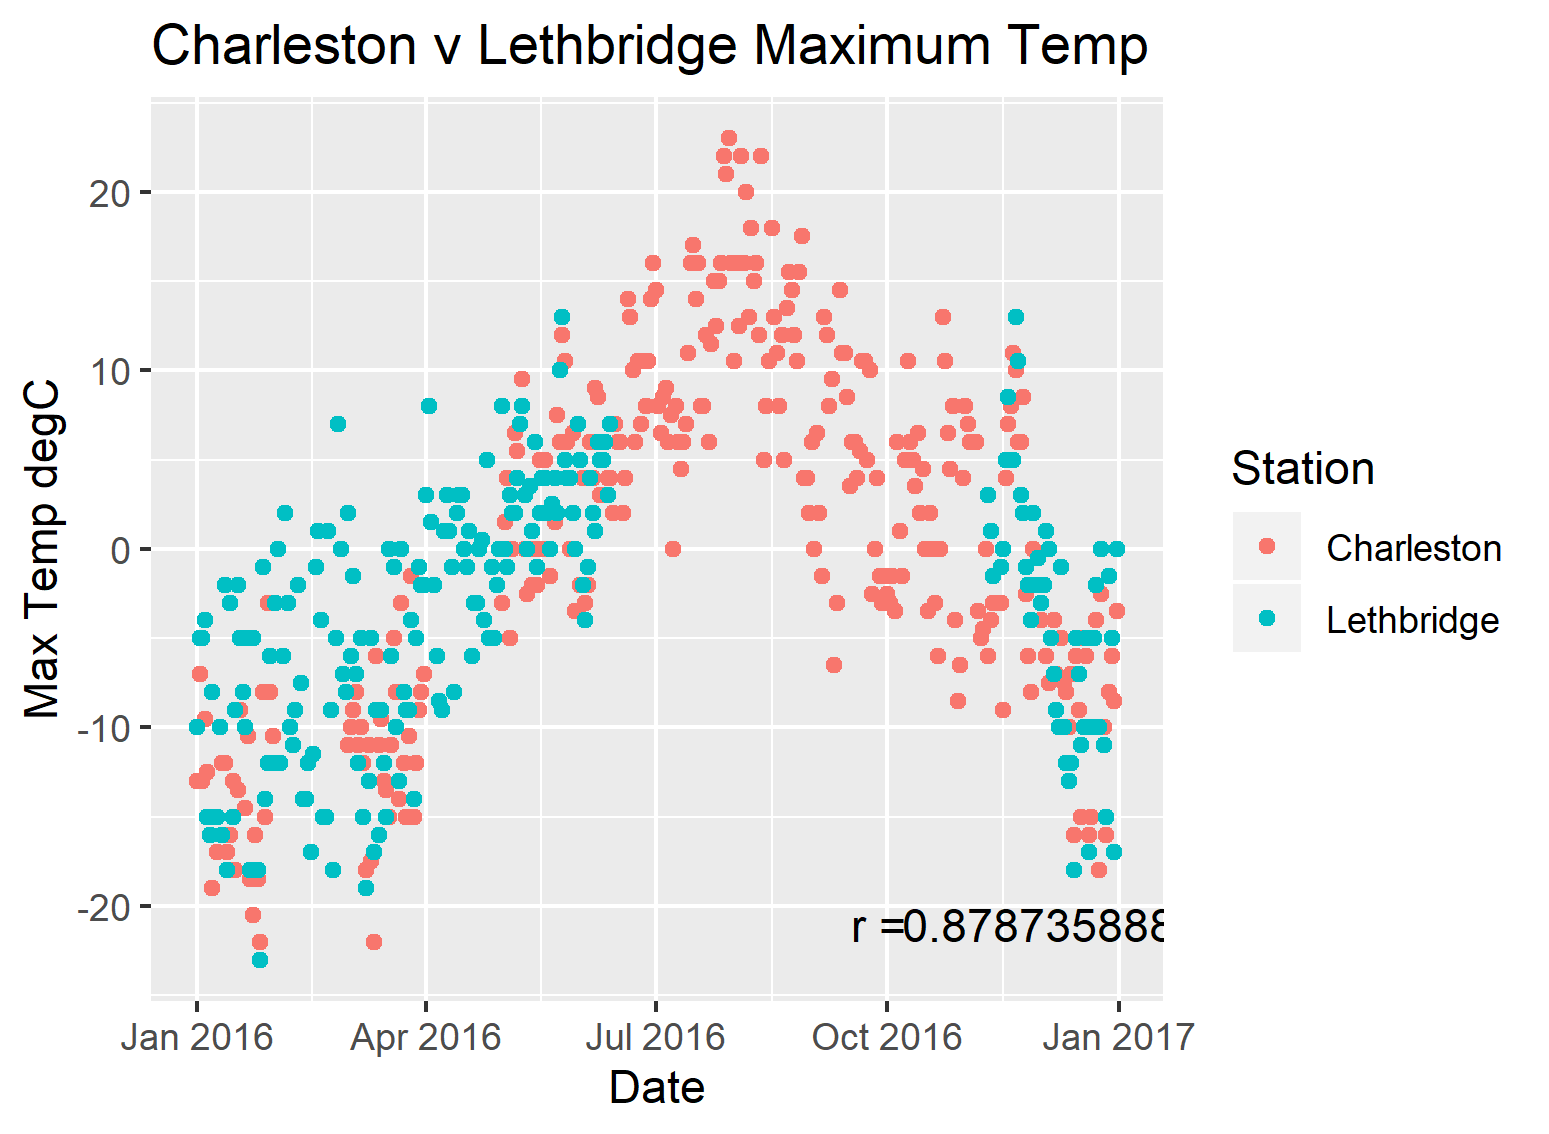 Charleston v Lethbridge Maximum Temp
Max Temp degC
20
10
0
-10
-20
r =0.878735888
Jan 2016
Apr 2016
Jul 2016
Oct 2016
Jan 2017
Date
Station
Charleston
Lethbridge